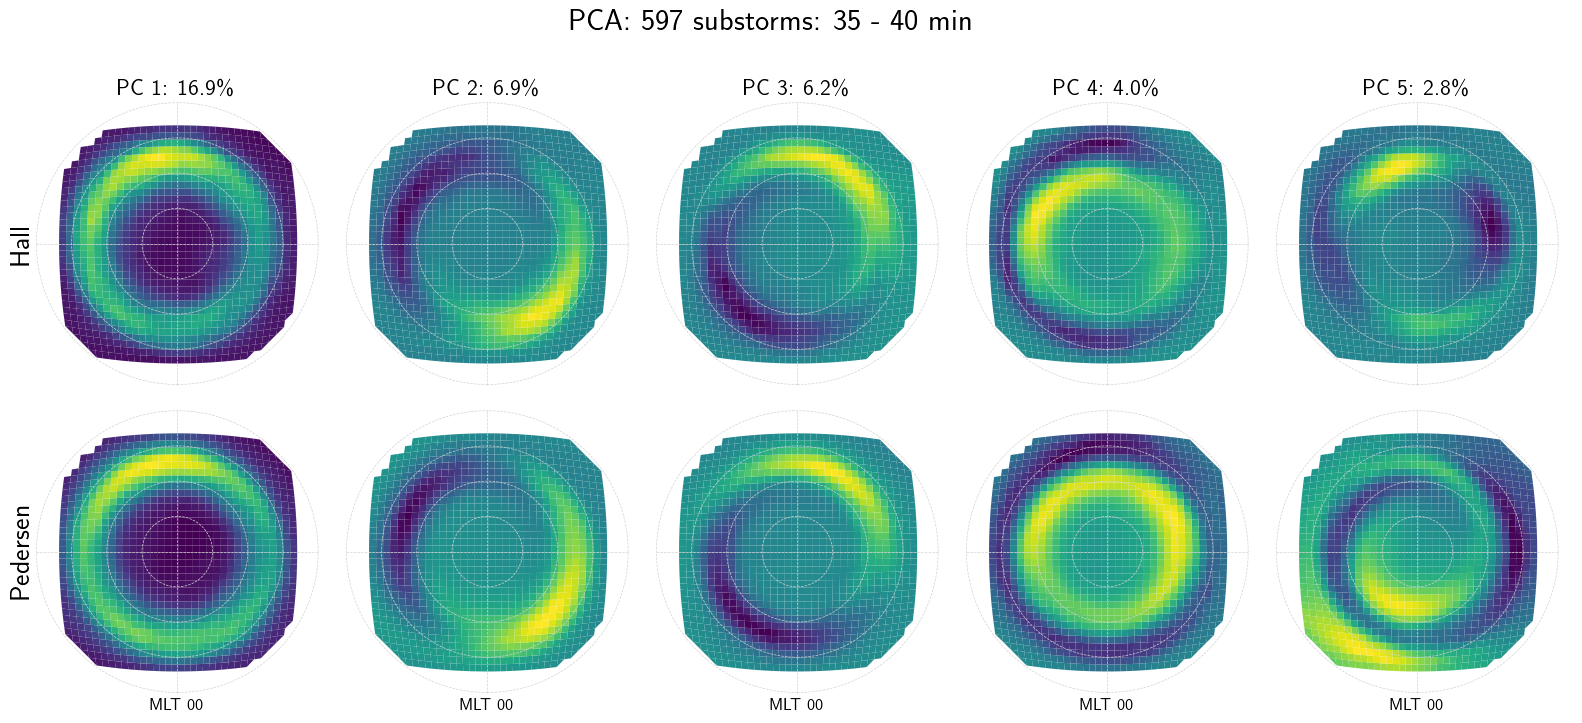 PCA: 597 substorms: 35 - 40 min
PC 1: 16.9%
PC 2: 6.9%
PC 3: 6.2%
PC 4: 4.0%
PC 5: 2.8%
Hall
Pedersen
MLT 00
MLT 00
MLT 00
MLT 00
MLT 00